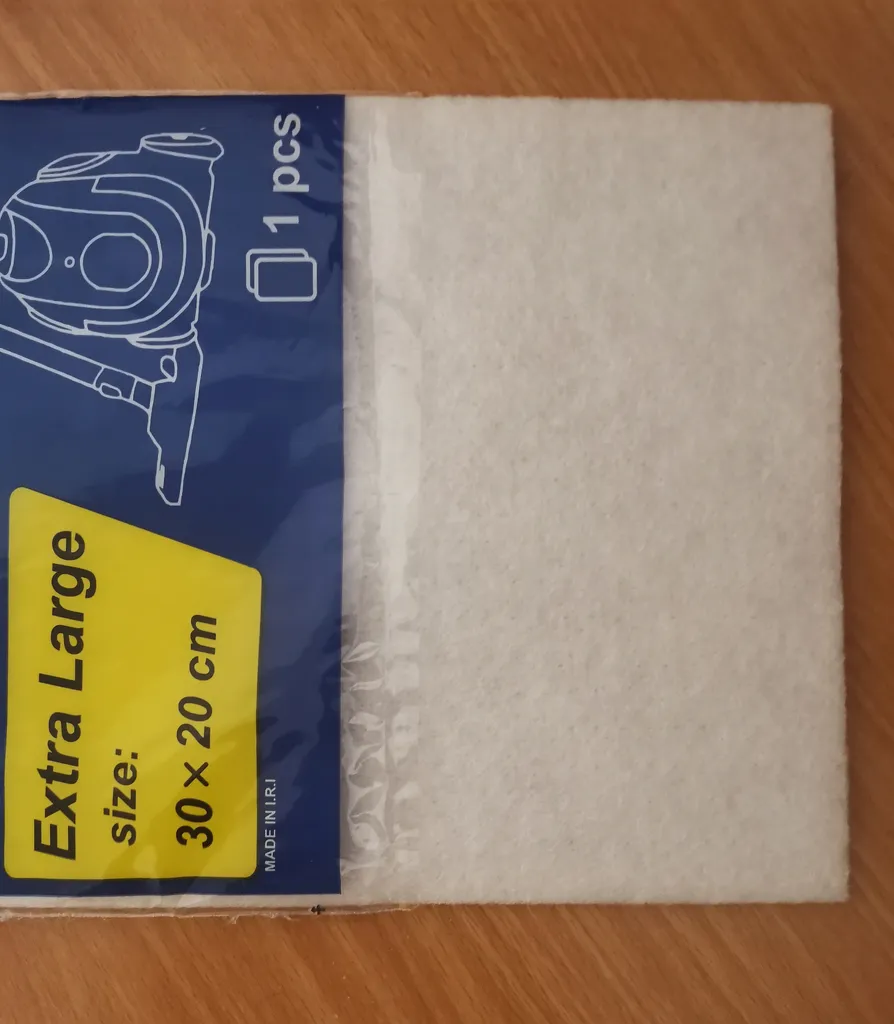 1 pcs
Extra Large
size:
30 × 20 cm
MADE IN I.R.I